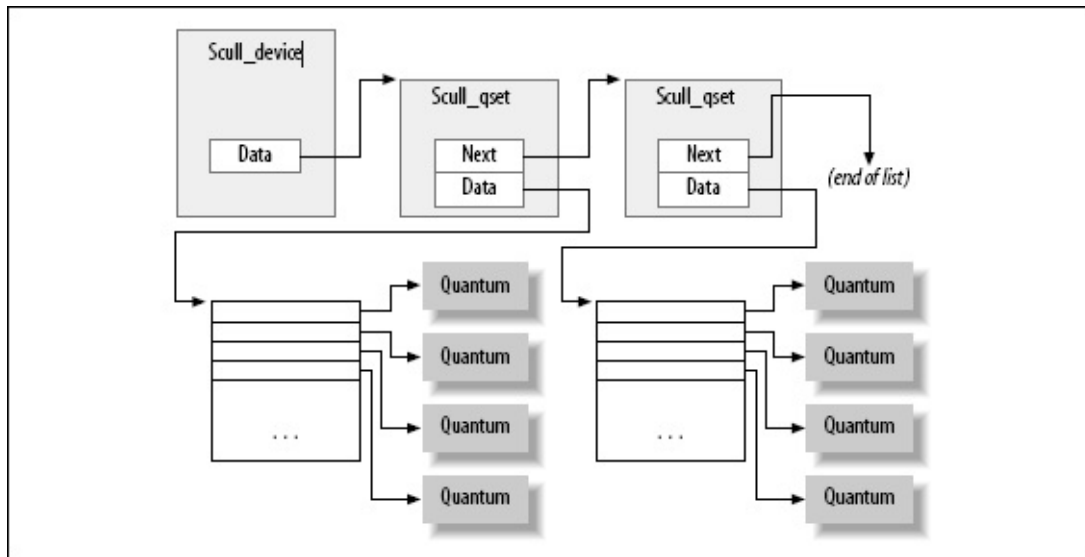 Scull_device
Scull_qset
Scull_qset
Data
Next
Next
Data
Data
(end of list)
Quantum
Quantum
Quantum
Quantum
Quantum
Quantum
Quantum
Quantum
. . .
. . .